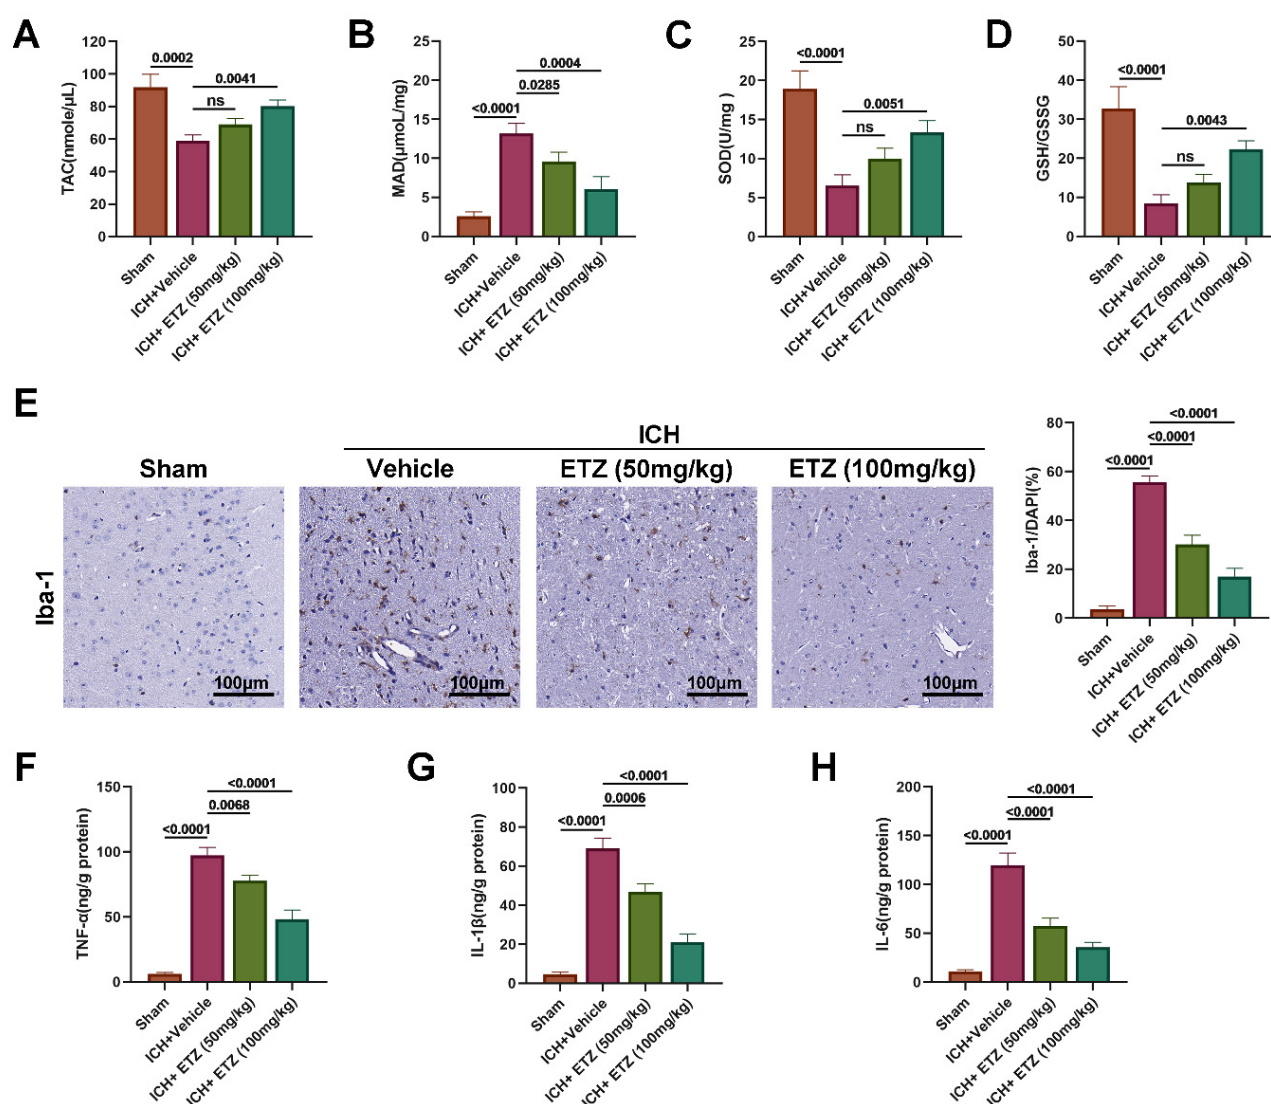 A
TAC(nmole/μL)
120
100
80
60
40
20
0
0.0002
0.0041
ns
Sham
ICH+Vehicle
ICH+ ETZ (50mg/kg)
ICH+ ETZ (100mg/kg)
B
MAD(μmoL/mg)
25
20
15
10
5
0
0.0004
0.0285
<0.0001
Sham
ICH+Vehicle
ICH+ ETZ (50mg/kg)
ICH+ ETZ (100mg/kg)
C
SOD(U/mg )
25
20
15
10
5
0
<0.0001
0.0051
ns
Sham
ICH+Vehicle
ICH+ ETZ (50mg/kg)
ICH+ ETZ (100mg/kg)
D
GSH/GSSG
50
40
30
20
10
0
<0.0001
0.0043
ns
Sham
ICH+Vehicle
ICH+ ETZ (50mg/kg)
ICH+ ETZ (100mg/kg)
E
ICH
Sham
Vehicle
ETZ (50mg/kg)
ETZ (100mg/kg)
Iba-1
100μm
100μm
100μm
100μm
Iba-1/DAPI(%)
80
60
40
20
0
<0.0001
<0.0001
<0.0001
Sham
ICH+Vehicle
ICH+ ETZ (50mg/kg)
ICH+ ETZ (100mg/kg)
F
TNF-α(ng/g protein)
150
100
50
0
<0.0001
0.0068
<0.0001
Sham
ICH+Vehicle
ICH+ ETZ (50mg/kg)
ICH+ ETZ (100mg/kg)
G
IL-1β(ng/g protein)
100
80
60
40
20
0
<0.0001
0.0006
<0.0001
Sham
ICH+Vehicle
ICH+ ETZ (50mg/kg)
ICH+ ETZ (100mg/kg)
H
IL-6(ng/g protein)
200
150
100
50
0
<0.0001
<0.0001
<0.0001
Sham
ICH+Vehicle
ICH+ ETZ (50mg/kg)
ICH+ ETZ (100mg/kg)